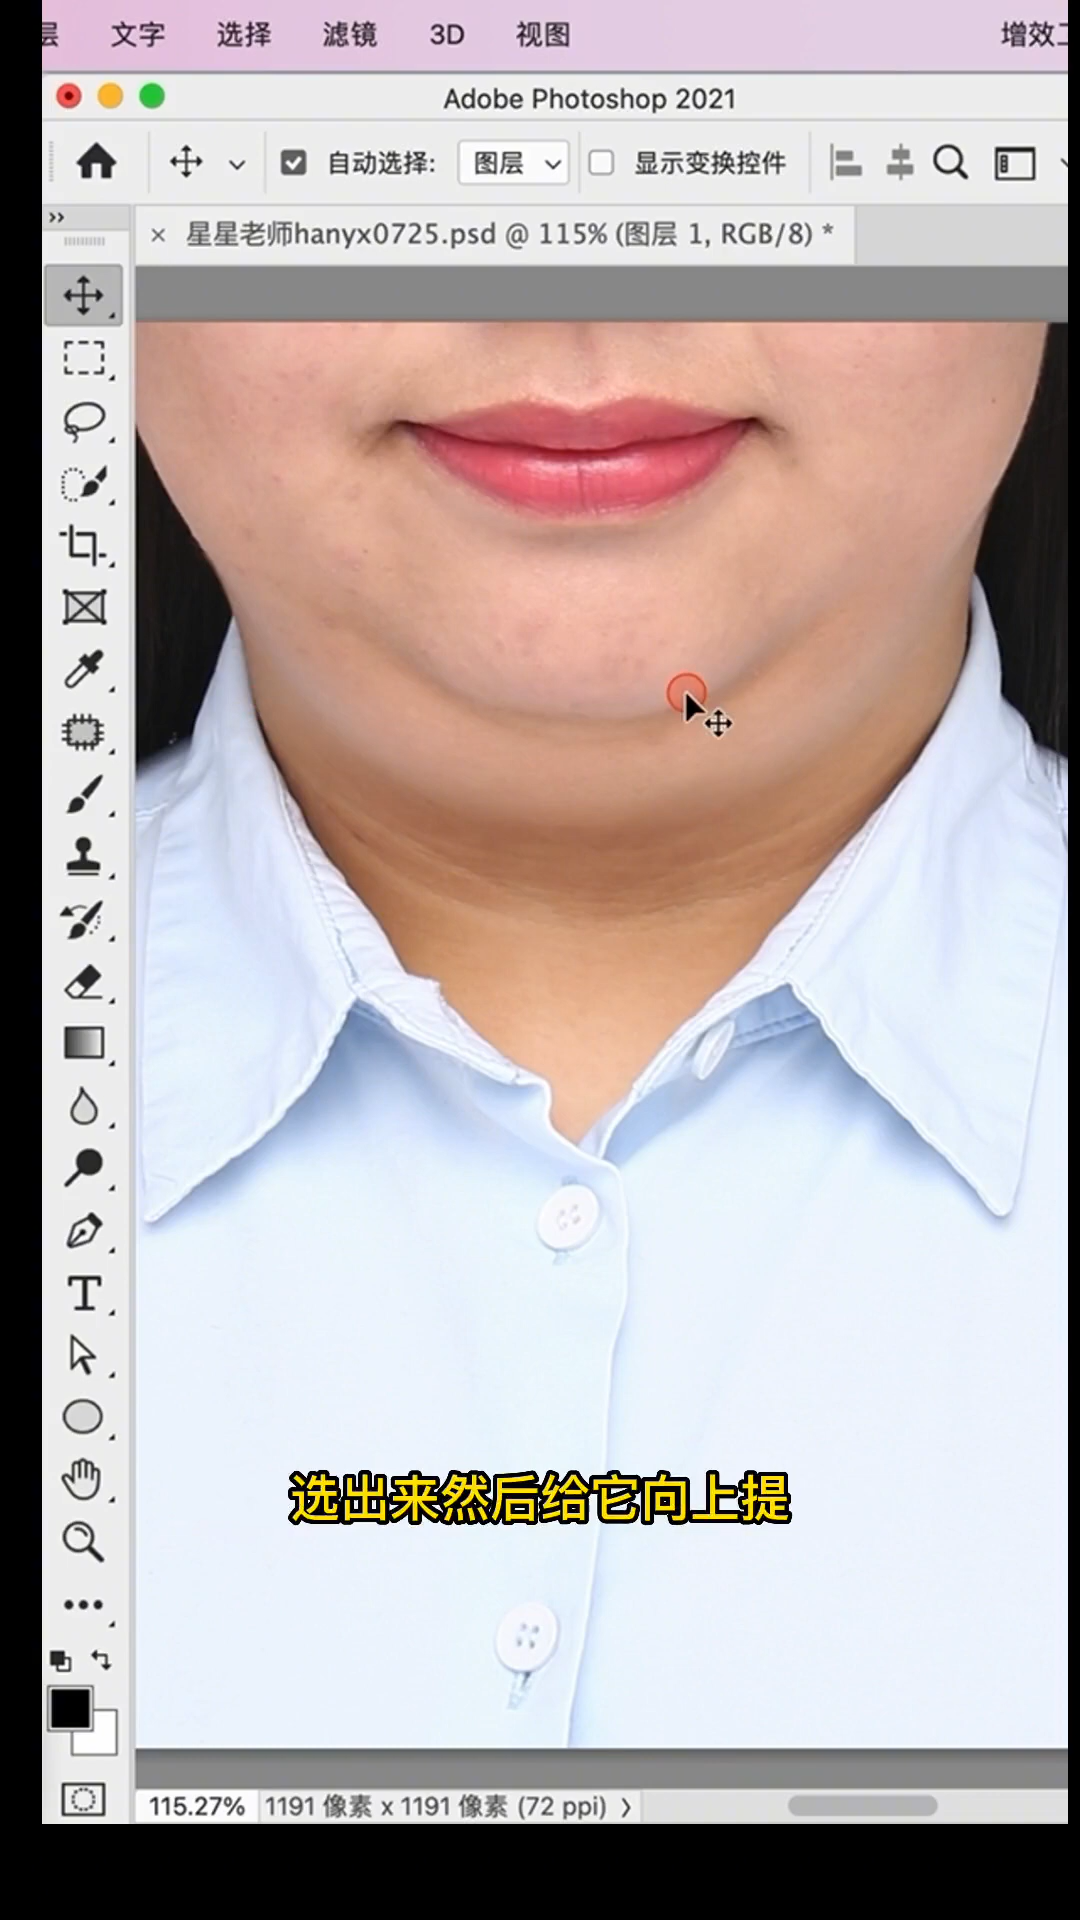 层 文字 选择 滤镜 3D 视图 增效工
Adobe Photoshop 2021
自动选择: 图层 显示变换控件
× 星星老师hanyx0725.psd @ 115% (图层 1, RGB/8) *
选出来然后给它向上提
115.27% 1191 像素 x 1191 像素 (72 ppi)